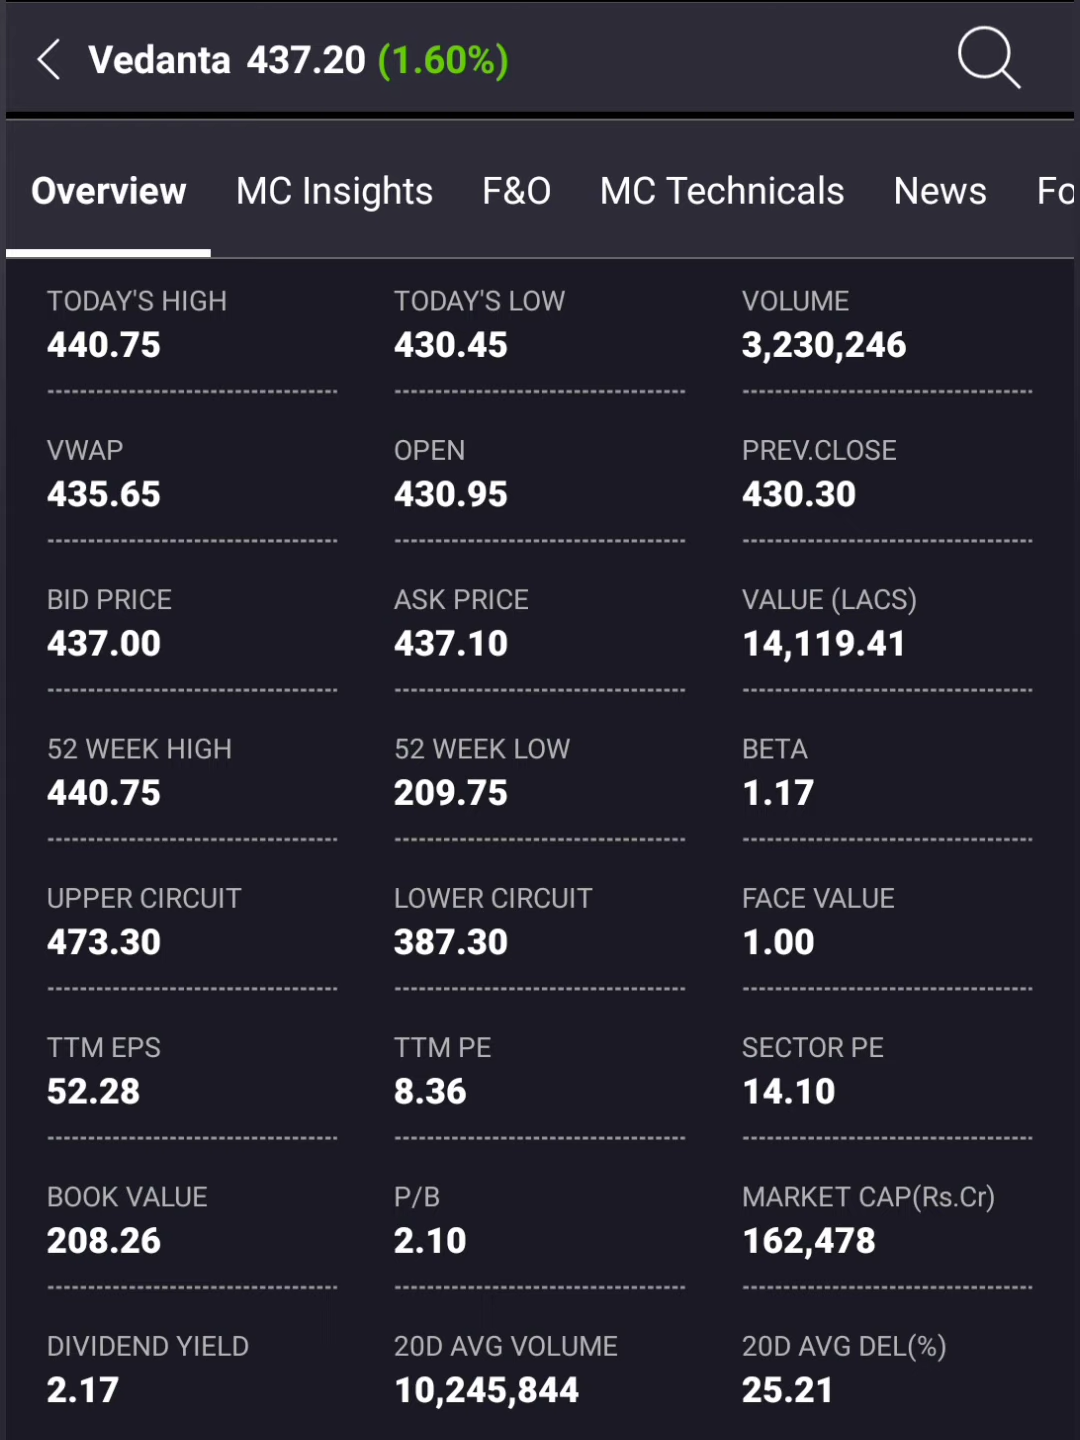 Vedanta 437.20 (1.60%)
Overview MC Insights F&O MC Technicals News Fo
TODAY'S HIGH TODAY'S LOW VOLUME
440.75 430.45 3,230,246
VWAP OPEN PREV.CLOSE
435.65 430.95 430.30
BID PRICE ASK PRICE VALUE (LACS)
437.00 437.10 14,119.41
52 WEEK HIGH 52 WEEK LOW BETA
440.75 209.75 1.17
UPPER CIRCUIT LOWER CIRCUIT FACE VALUE
473.30 387.30 1.00
TTM EPS TTM PE SECTOR PE
52.28 8.36 14.10
BOOK VALUE P/B MARKET CAP(Rs.Cr)
208.26 2.10 162,478
DIVIDEND YIELD 20D AVG VOLUME 20D AVG DEL(%)
2.17 10,245,844 25.21